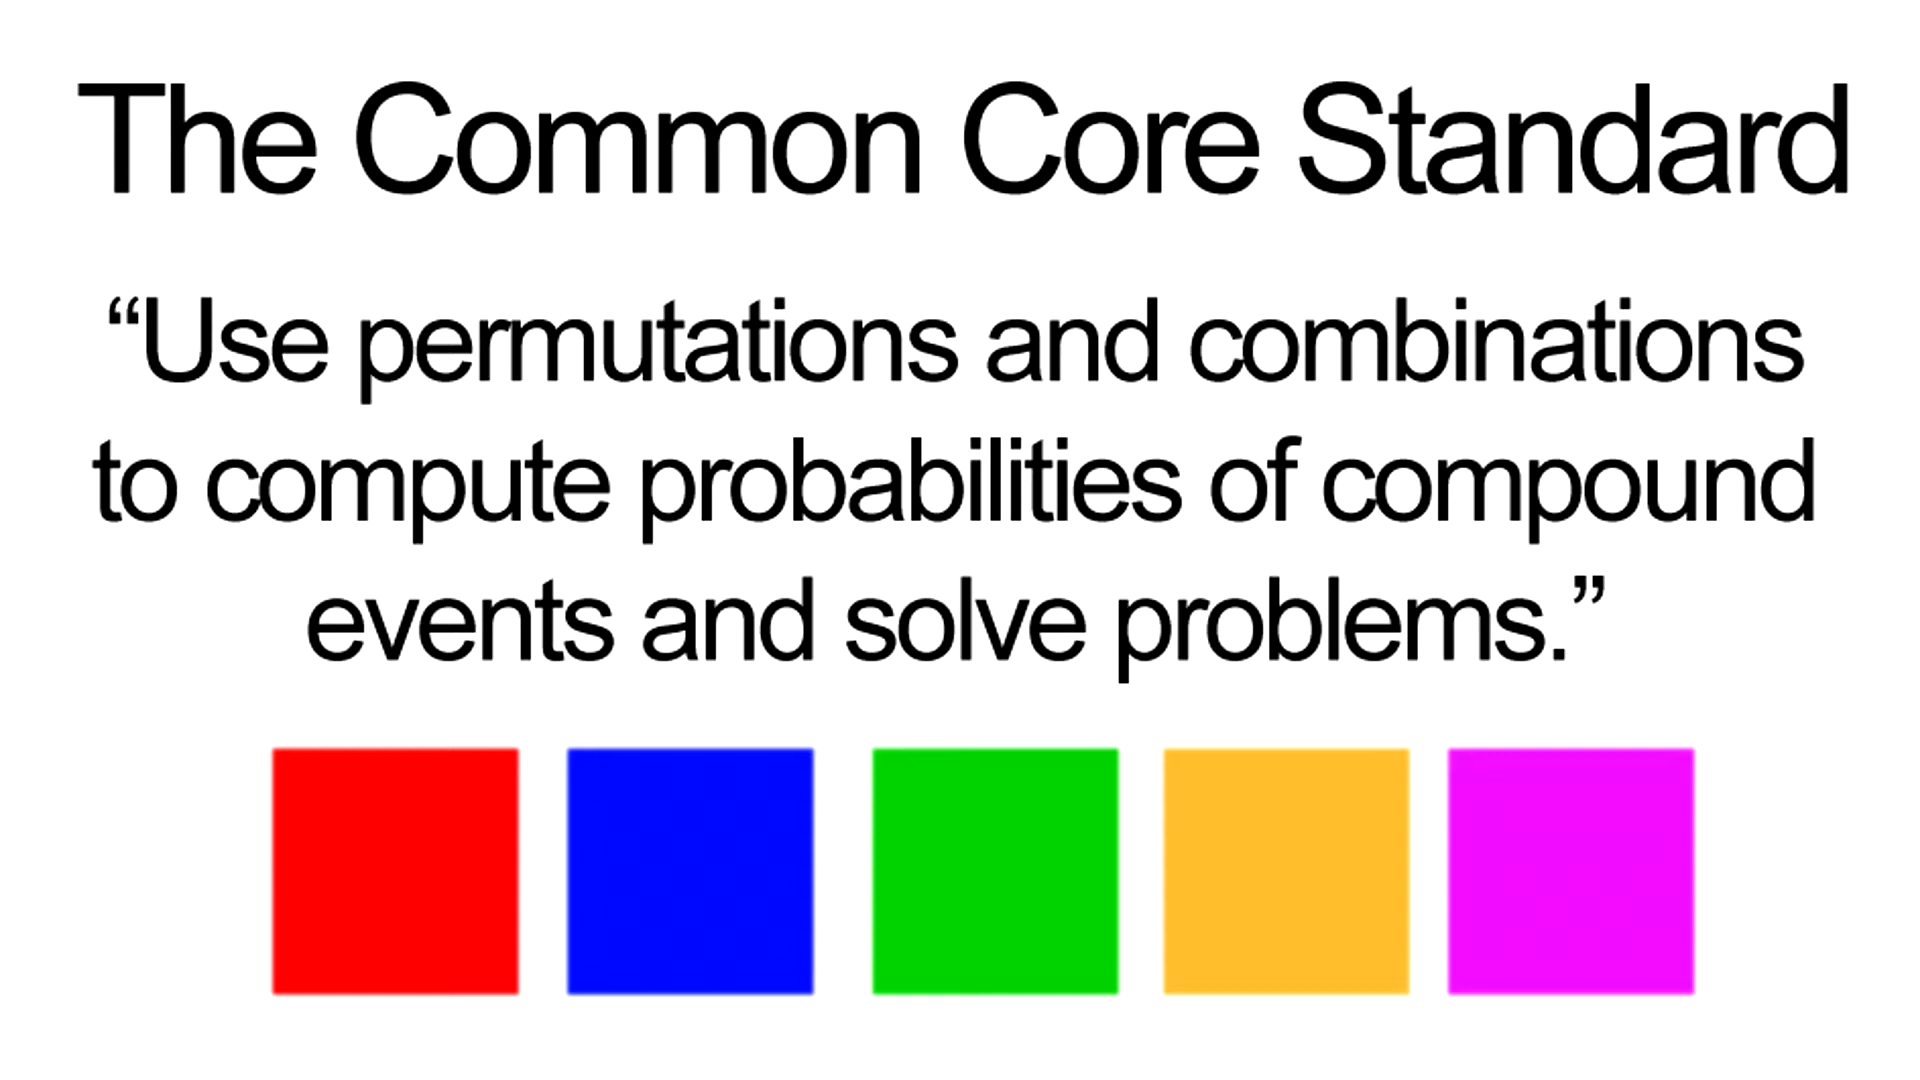 The Common Core Standard
“Use permutations and combinations
to compute probabilities of compound
events and solve problems.”